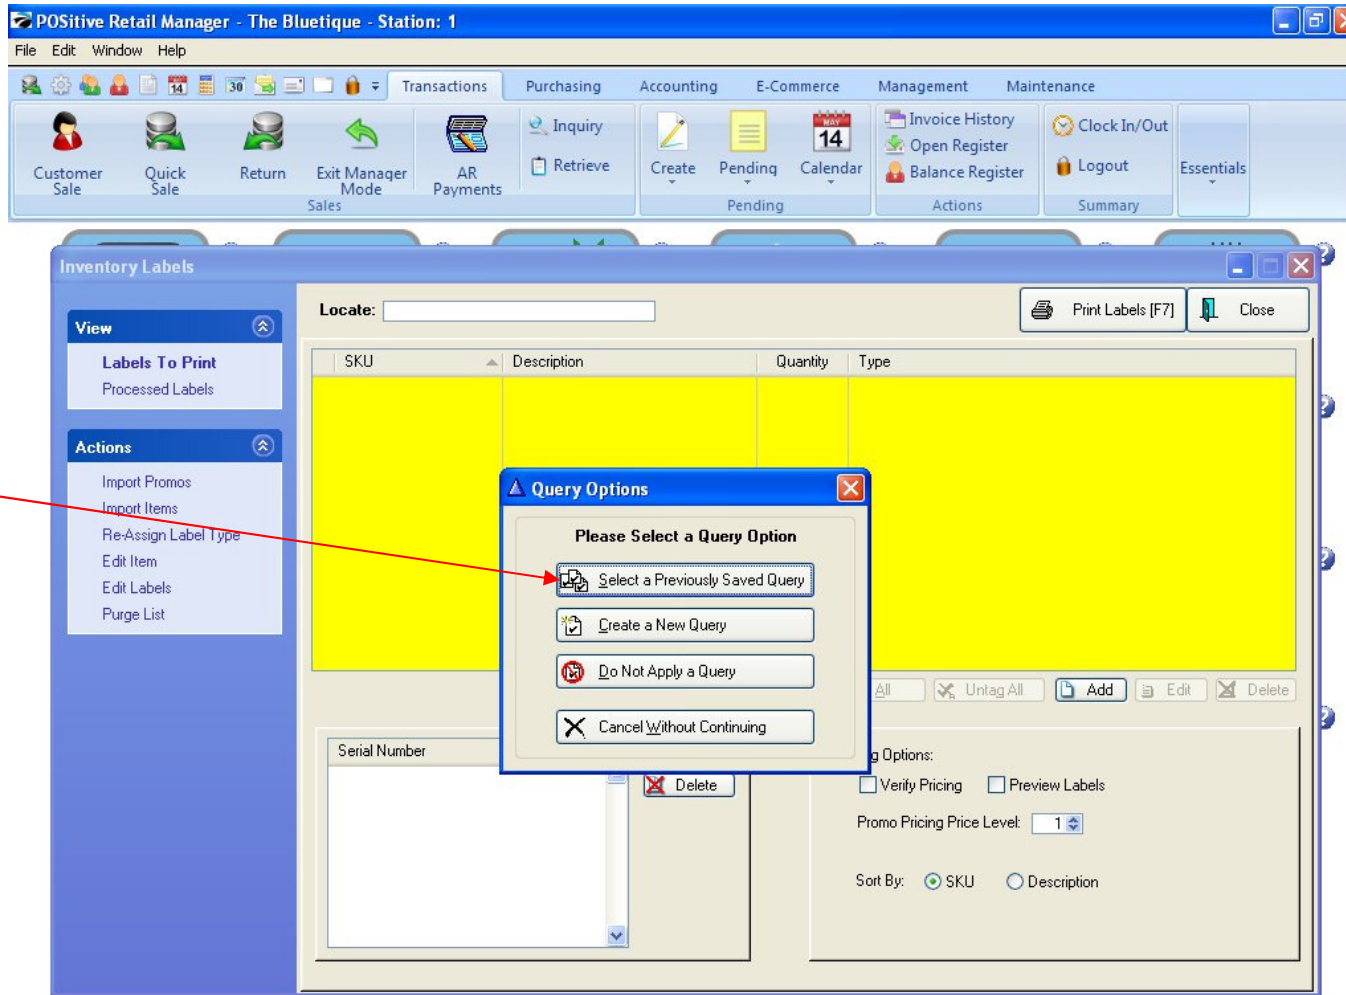 POSitive Retail Manager - The Bluetique - Station: 1
File Edit Window Help
14 30 Transactions Purchasing Accounting E-Commerce Management Maintenance
Customer Sale
Quick Sale
Return
Exit Manager Mode
AR Payments
Inquiry
Retrieve
Sales
Create
Pending
MAY 14
Calendar
Pending
Invoice History
Open Register
Balance Register
Actions
Clock In/Out
Logout
Summary
Essentials
Inventory Labels
View
Labels To Print
Processed Labels
Actions
Import Promos
Import Items
Re-Assign Label Type
Edit Item
Edit Labels
Purge List
Locate:
Print Labels [F7]
Close
SKU Description Quantity Type
Query Options
Please Select a Query Option
Select a Previously Saved Query
Create a New Query
Do Not Apply a Query
Cancel Without Continuing
All Untag All Add Edit Delete
Serial Number
Delete
g Options:
Verify Pricing Preview Labels
Promo Pricing Price Level: 1
Sort By: SKU Description